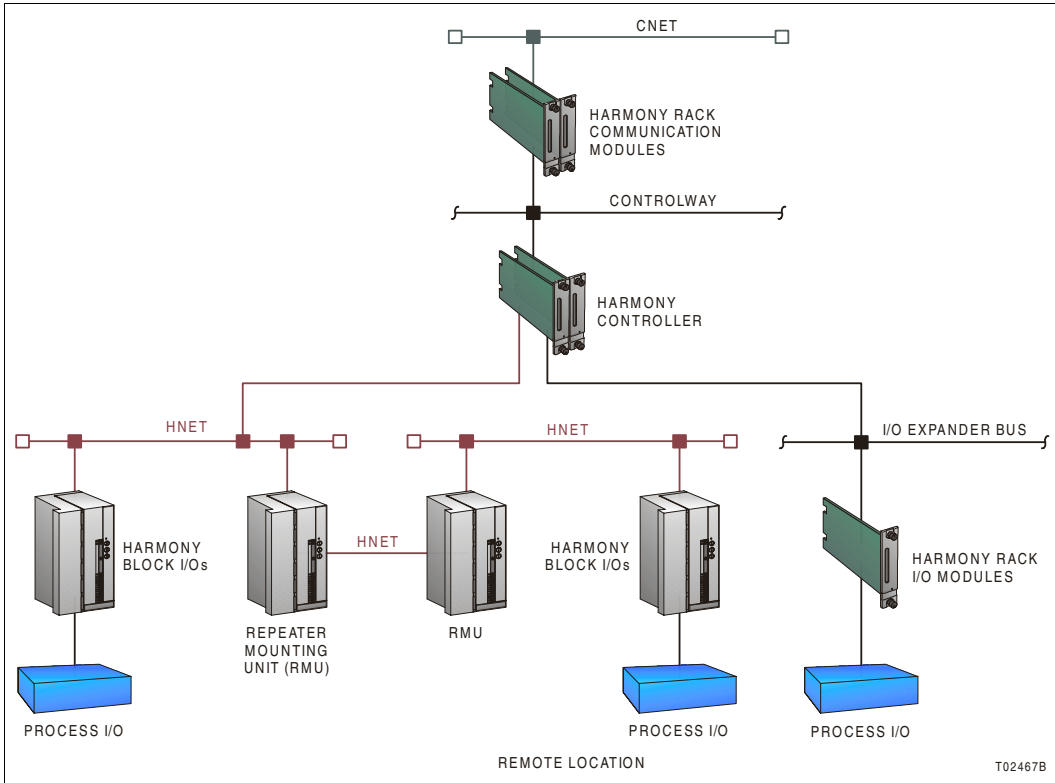 CNET
HARMONY RACK
COMMUNICATION
MODULES
CONTROLWAY
HARMONY
CONTROLLER
HNET
HNET
I/O EXPANDER BUS
HARMONY
BLOCK I/Os
HNET
HARMONY
BLOCK I/Os
HARMONY RACK
I/O MODULES
REPEATER
MOUNTING
UNIT (RMU)
RMU
PROCESS I/O
PROCESS I/O
PROCESS I/O
REMOTE LOCATION
T02467B